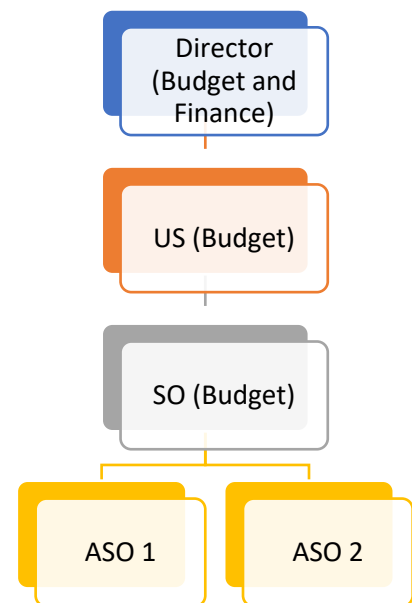 Director
(Budget and
Finance)
US (Budget)
SO (Budget)
ASO 1
ASO 2